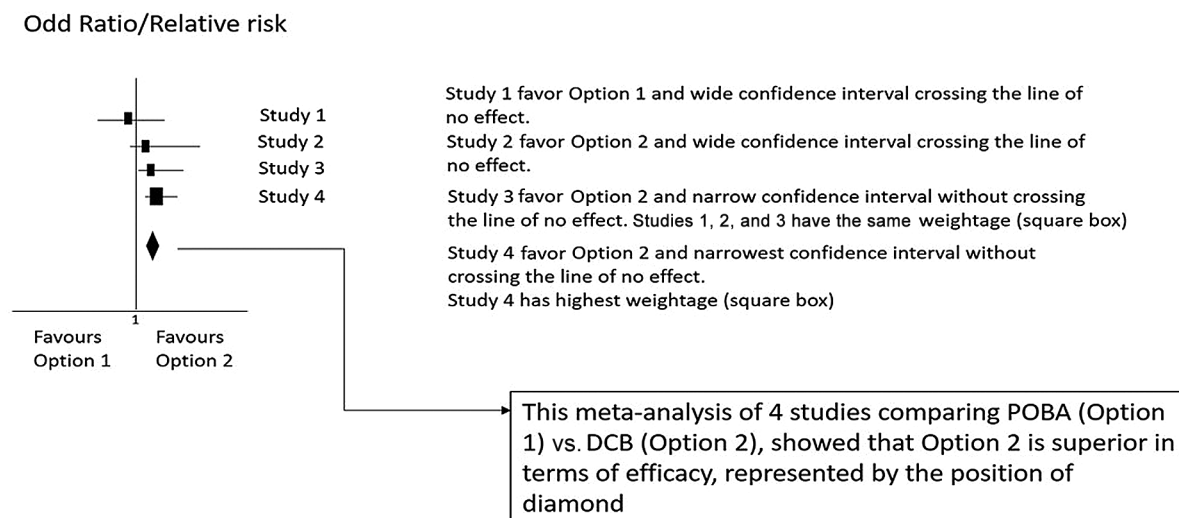 Odd Ratio/Relative risk
Study 1
Study 2
Study 3
Study 4
1
Favours
Option 1
Favours
Option 2
Study 1 favor Option 1 and wide confidence interval crossing the line of
no effect.
Study 2 favor Option 2 and wide confidence interval crossing the line of
no effect.
Study 3 favor Option 2 and narrow confidence interval without crossing
the line of no effect. Studies 1, 2, and 3 have the same weightage (square box)
Study 4 favor Option 2 and narrowest confidence interval without
crossing the line of no effect.
Study 4 has highest weightage (square box)
This meta-analysis of 4 studies comparing POBA (Option
1) vs. DCB (Option 2), showed that Option 2 is superior in
terms of efficacy, represented by the position of
diamond